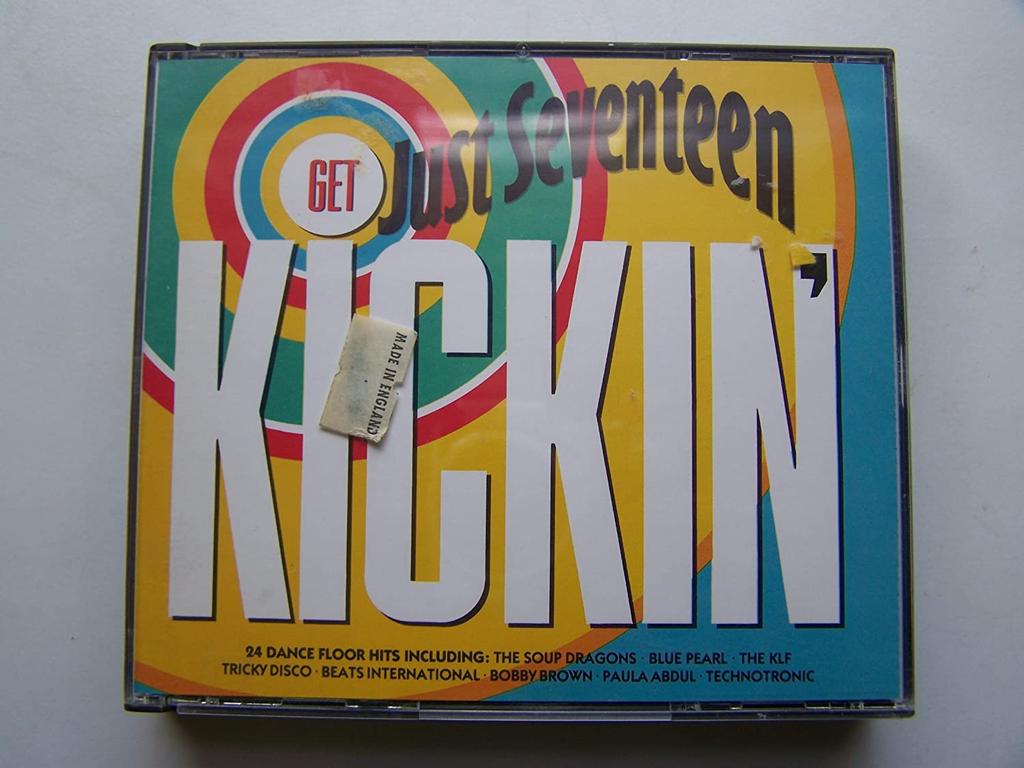 GET
Just Seventeen
KICKIN'
MADE IN ENGLAND
24 DANCE FLOOR HITS INCLUDING: THE SOUP DRAGONS · BLUE PEARL · THE KLF
TRICKY DISCO · BEATS INTERNATIONAL · BOBBY BROWN · PAULA ABDUL · TECHNOTRONIC